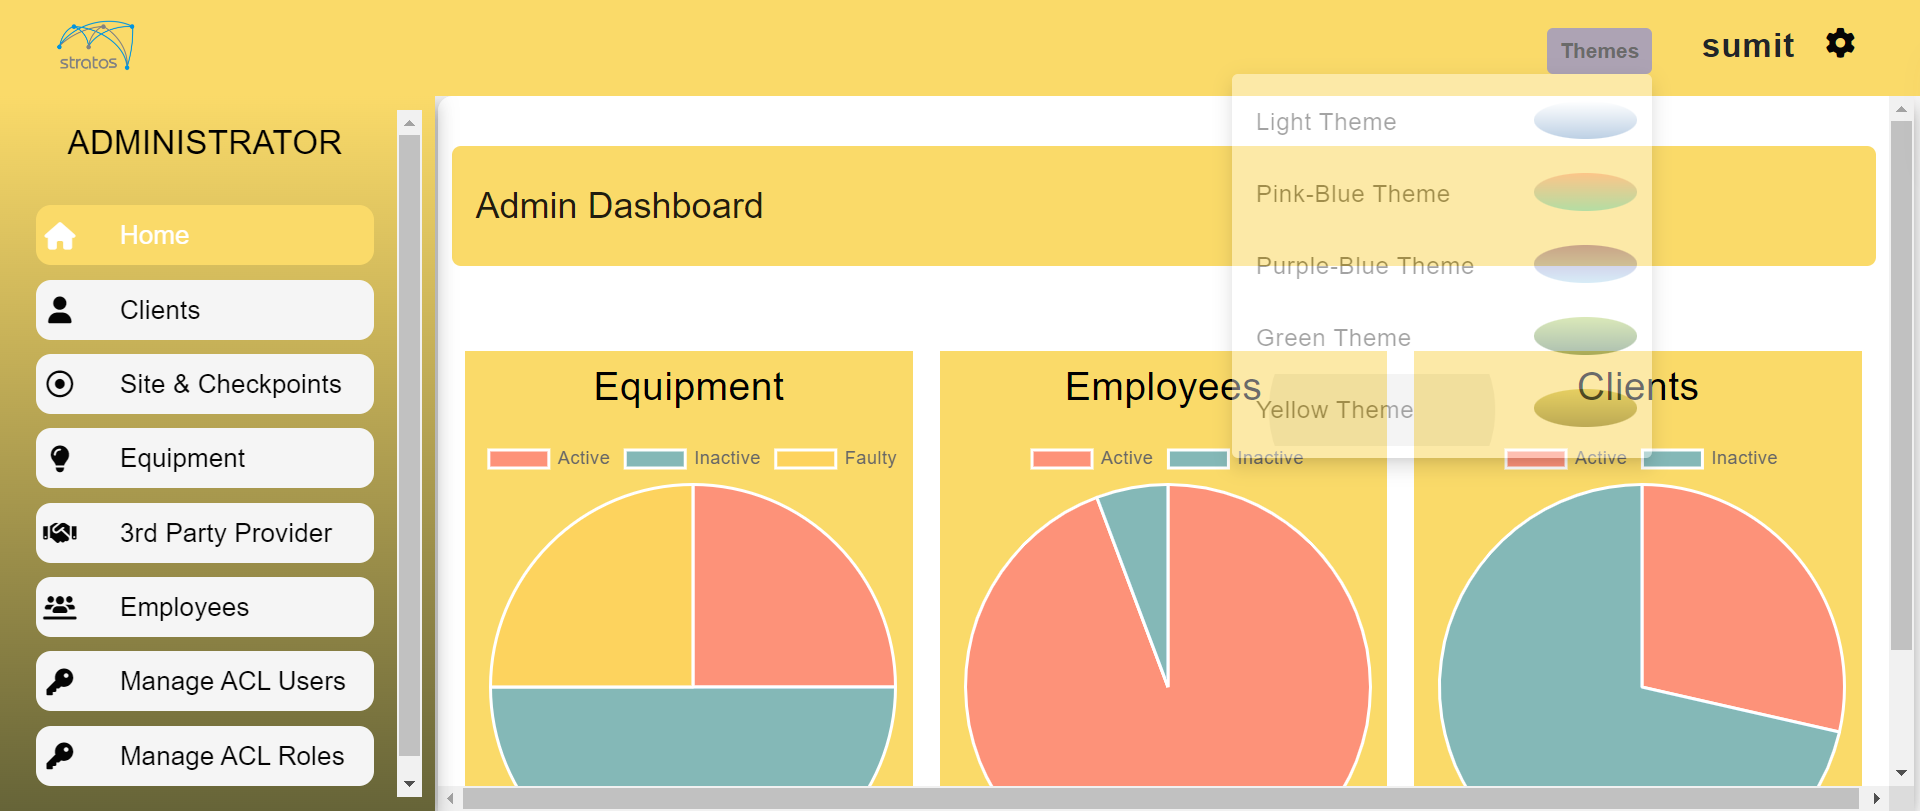 stratos
Themes
sumit
ADMINISTRATOR
Home
Clients
Site & Checkpoints
Equipment
3rd Party Provider
Employees
Manage ACL Users
Manage ACL Roles
Light Theme
Pink-Blue Theme
Purple-Blue Theme
Green Theme
Yellow Theme
Admin Dashboard
Equipment
Active Inactive Faulty
Employees
Active Inactive
Clients
Active Inactive